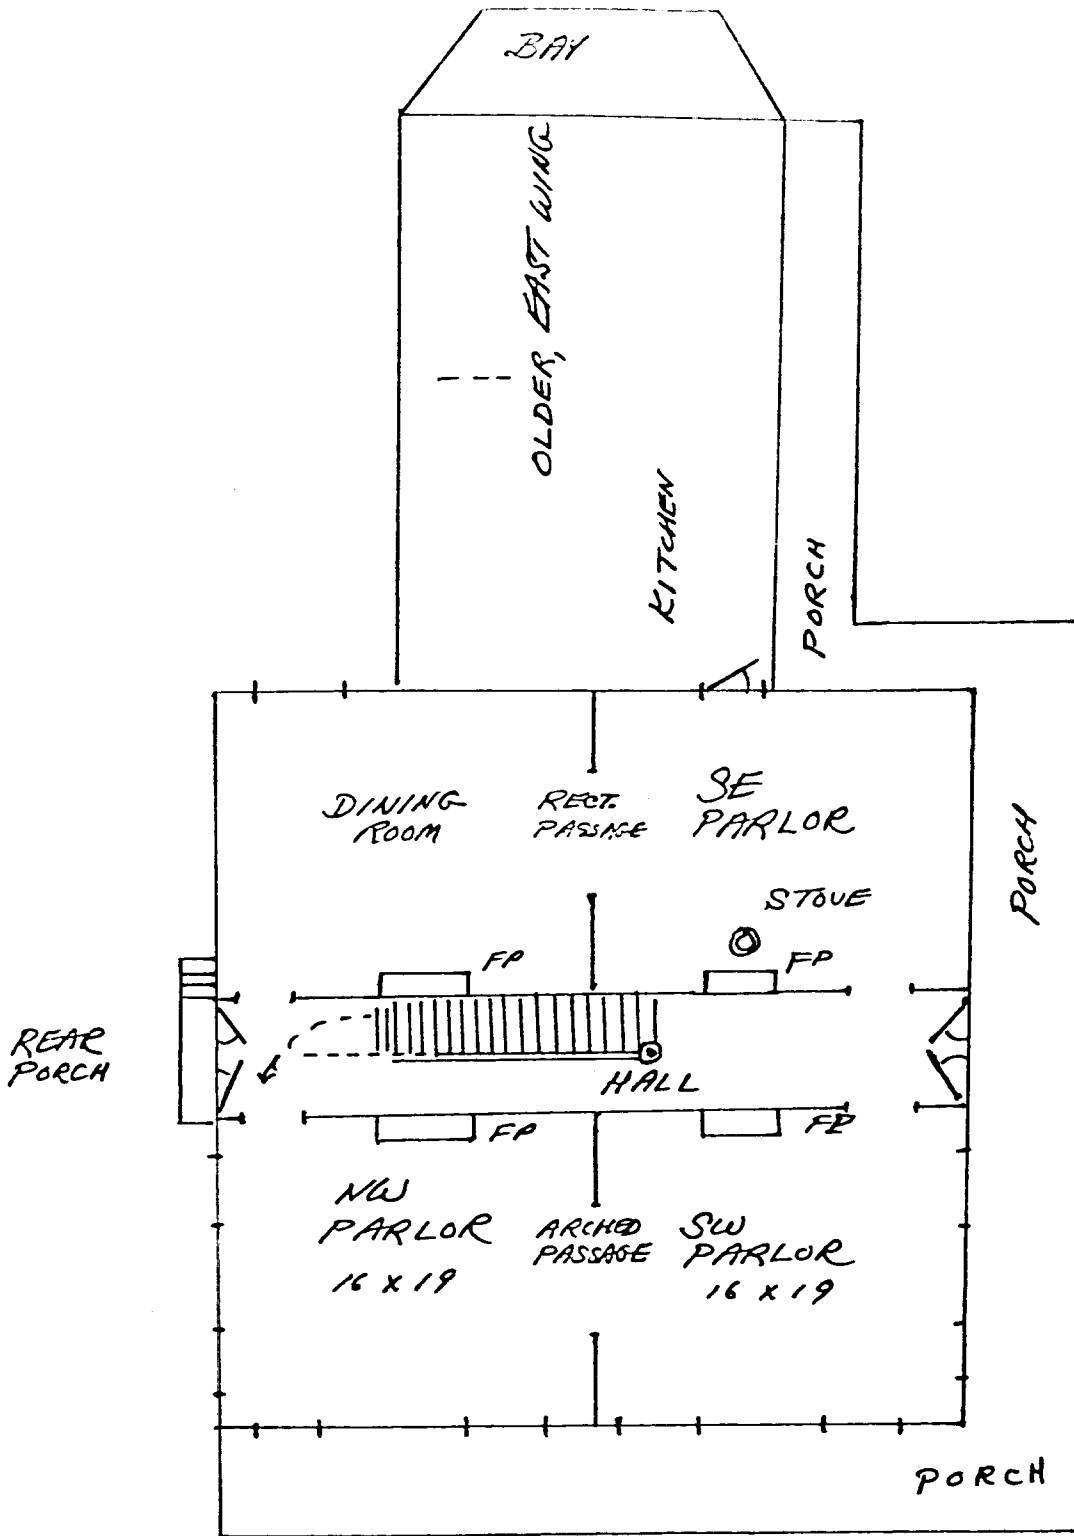 BAY
OLDER, EAST WING
KITCHEN
PORCH
DINING
ROOM
RECT.
PASSAGE
SE
PARLOR
PORCH
STOVE
FP
FP
REAR
PORCH
HALL
FP
FP
NW
PARLOR
16 x 19
ARCHED
PASSAGE
SW
PARLOR
16 x 19
PORCH